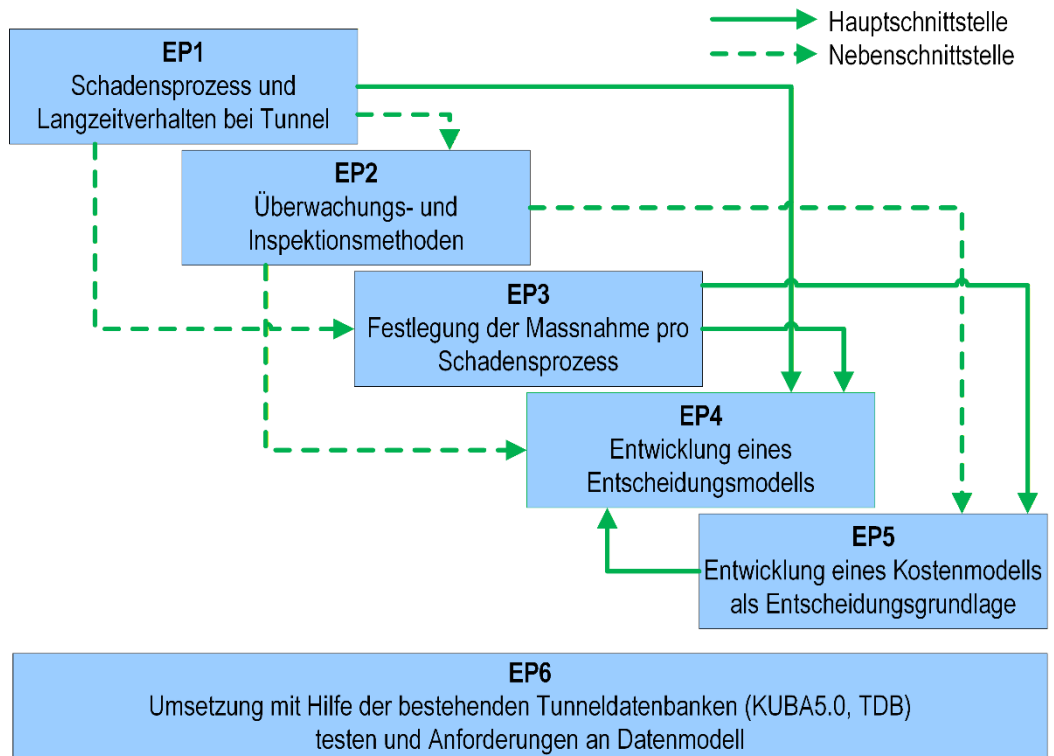 Hauptschnittstelle
Nebenschnittstelle
EP1
Schadensprozess und
Langzeitverhalten bei Tunnel
EP2
Überwachungs- und
Inspektionsmethoden
EP3
Festlegung der Massnahme pro
Schadensprozess
EP4
Entwicklung eines
Entscheidungsmodells
EP5
Entwicklung eines Kostenmodells
als Entscheidungsgrundlage
EP6
Umsetzung mit Hilfe der bestehenden Tunneldatenbanken (KUBA5.0, TDB)
testen und Anforderungen an Datenmodell